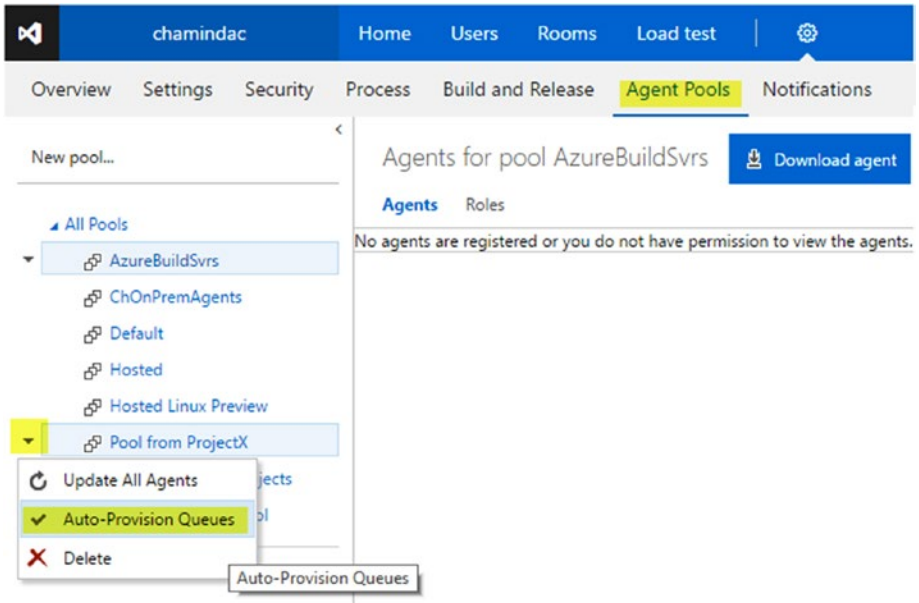 chamindac Home Users Rooms Load test
Overview Settings Security Process Build and Release Agent Pools Notifications
New pool...
Agents for pool AzureBuildSvrs Download agent
Agents Roles
No agents are registered or you do not have permission to view the agents.
All Pools
AzureBuildSvrs
ChOnPremAgents
Default
Hosted
Hosted Linux Preview
Pool from ProjectX
Update All Agents
Auto-Provision Queues
Delete
Auto-Provision Queues